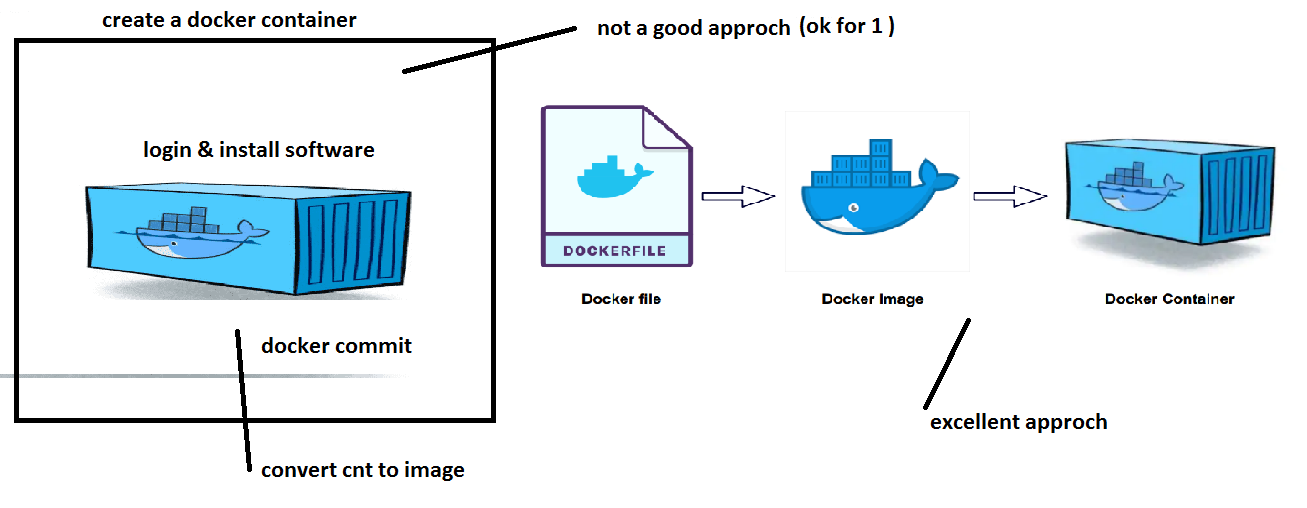 create a docker container
not a good approch (ok for 1 )
login & install software
DOCKERFILE
Docker file
Docker Image
Docker Container
docker commit
excellent approch
convert cnt to image